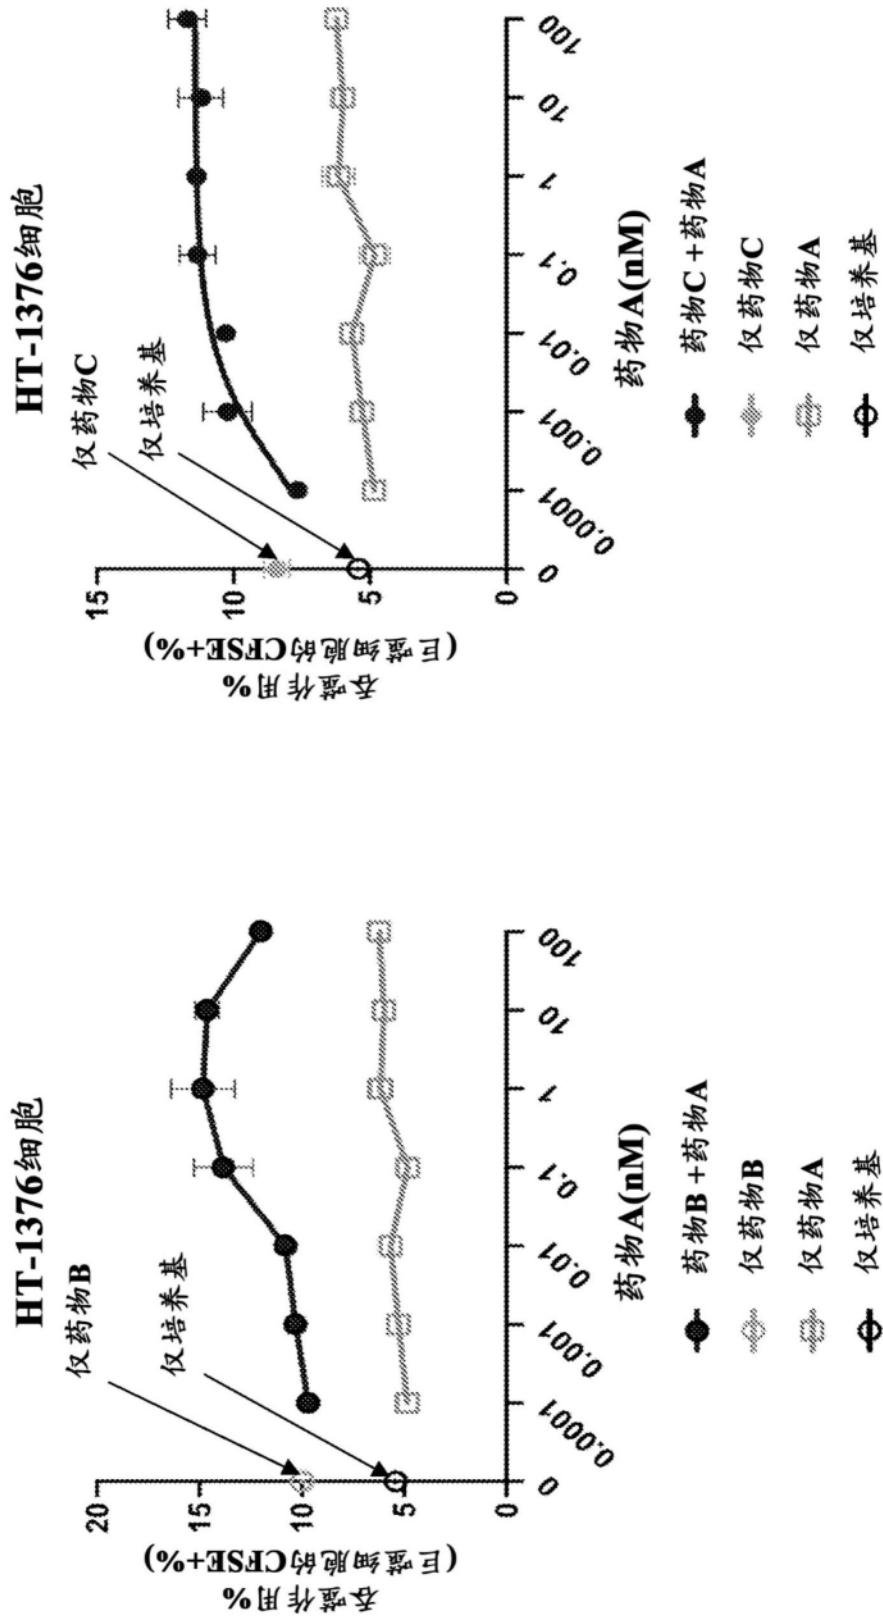 HT-1376细胞
仅药物B
仅培养基
吞噬作用%
(巨噬细胞的CFSE+%)
20
15
10
5
0
0
0.0001
0.001
0.01
0.1
1
10
100
药物A(nM)
药物B+药物A
仅药物B
仅药物A
仅培养基
HT-1376细胞
仅药物C
仅培养基
吞噬作用%
(巨噬细胞的CFSE+%)
15
10
5
0
0
0.0001
0.001
0.01
0.1
1
10
100
药物A(nM)
药物C+药物A
仅药物C
仅药物A
仅培养基